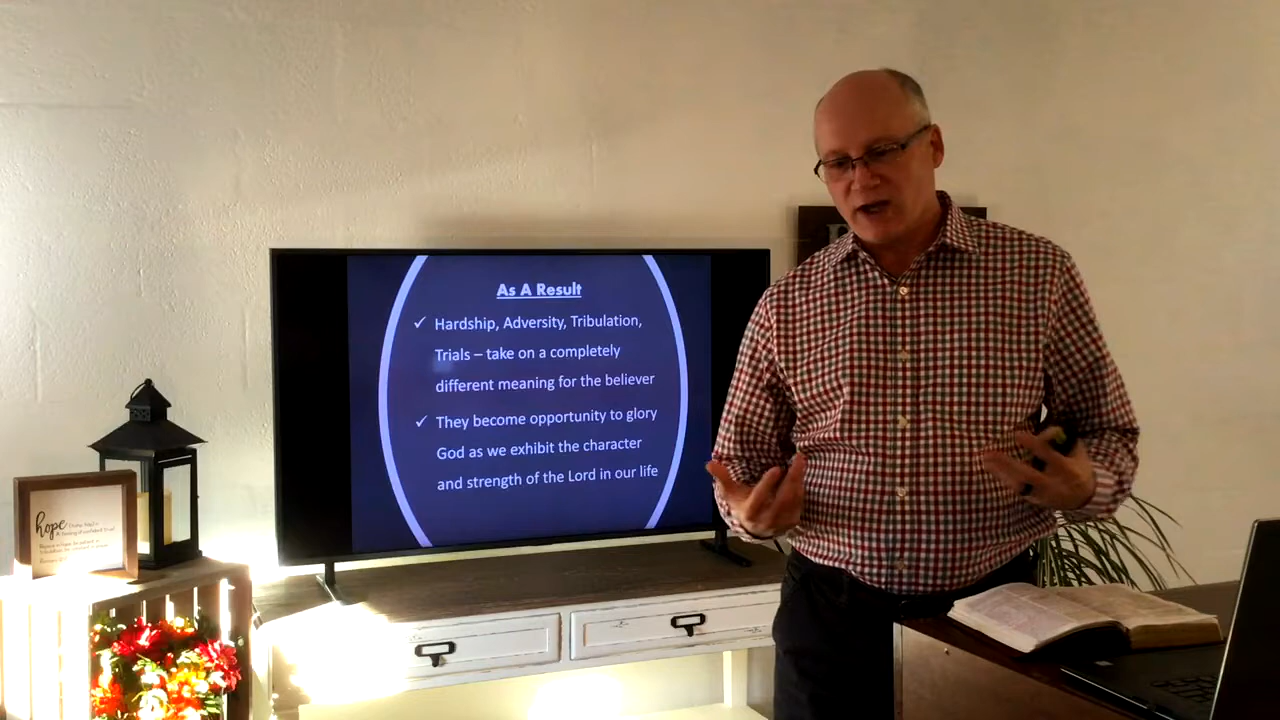 As A Result
✓ Hardship, Adversity, Tribulation,
Trials – take on a completely
different meaning for the believer
✓ They become opportunity to glory
God as we exhibit the character
and strength of the Lord in our life
hope